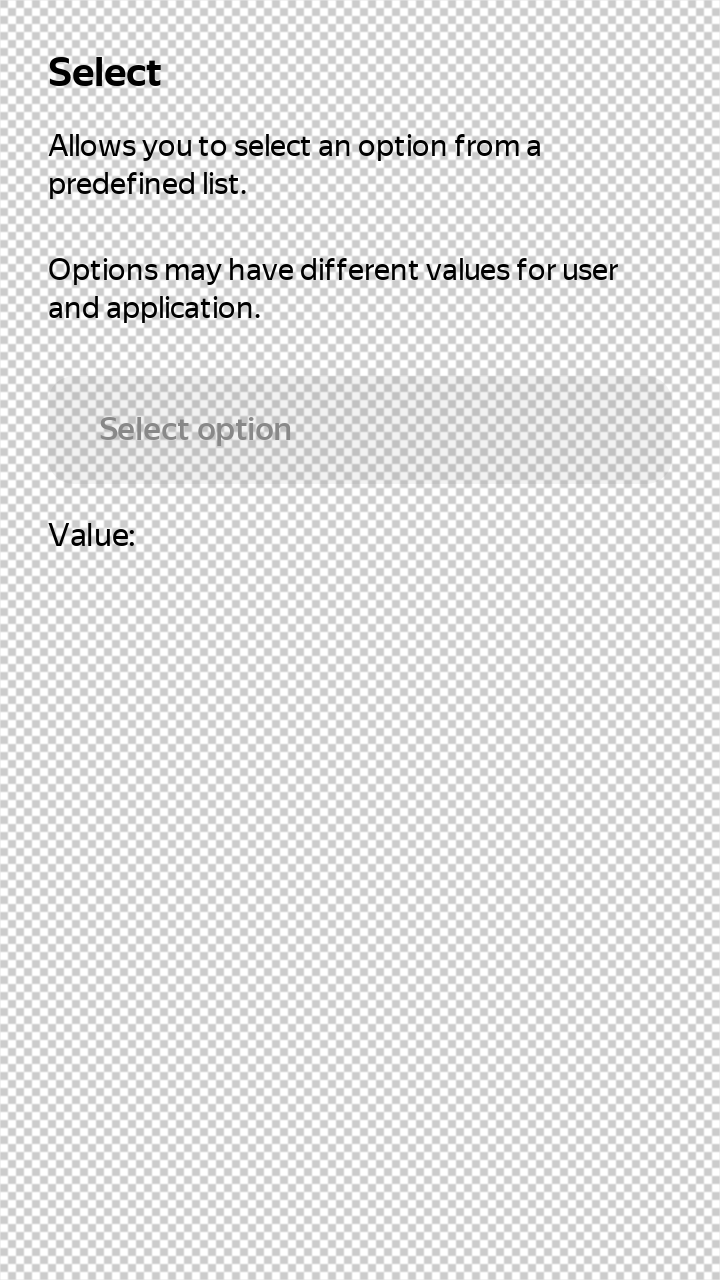 Select
Allows you to select an option from a
predefined list.
Options may have different values for user
and application.
Select option
Value: